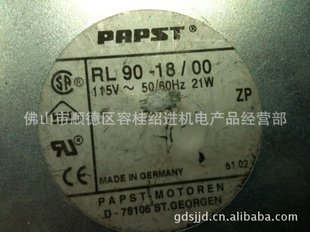 PAPST®
RL 90-18/00
115V ~ 50/60Hz 21W
ZP
佛山市顺德区容桂绍进机电产品经营部
MADE IN GERMANY
51.02
PAPST-MOTOREN
D-78106 ST. GEORGEN
gdsjjd.cn.alibaba.com